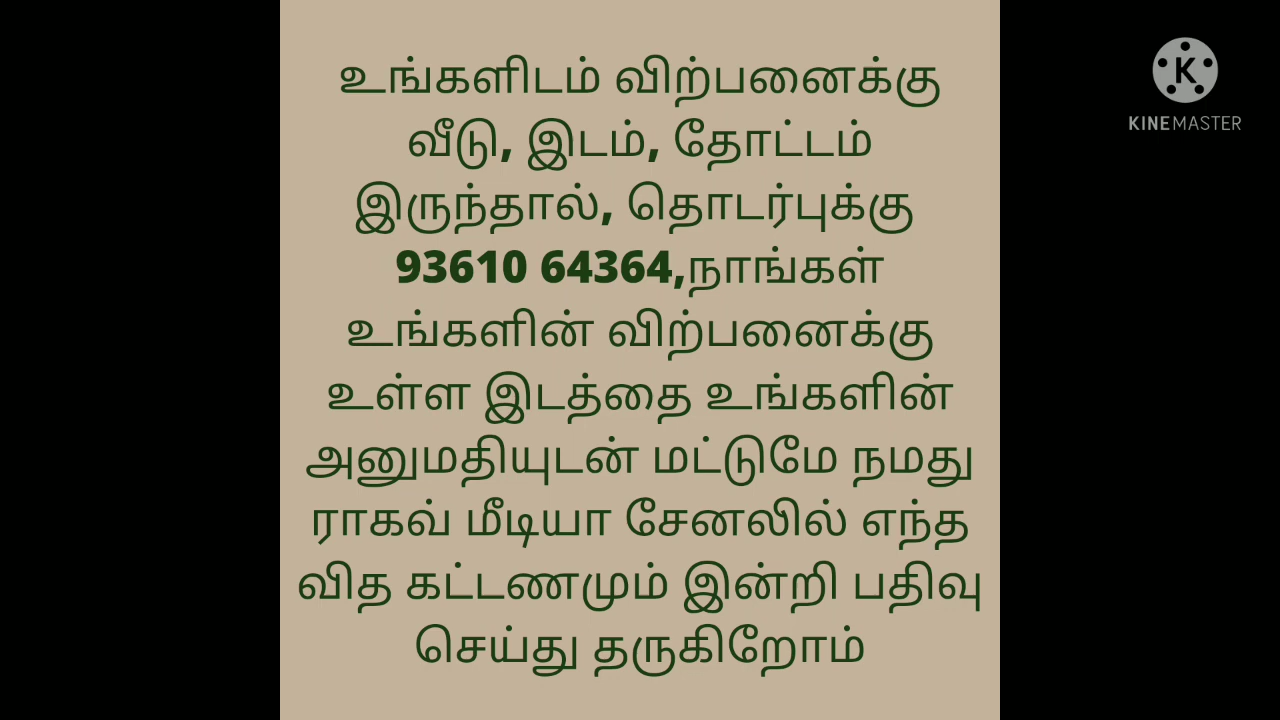 உங்களிடம் விற்பனைக்கு
வீடு, இடம், தோட்டம்
இருந்தால், தொடர்புக்கு
93610 64364,நாங்கள்
உங்களின் விற்பனைக்கு
உள்ள இடத்தை உங்களின்
அனுமதியுடன் மட்டுமே நமது
ராகவ் மீடியா சேனலில் எந்த
வித கட்டணமும் இன்றி பதிவு
செய்து தருகிறோம்
K
KINEMASTER